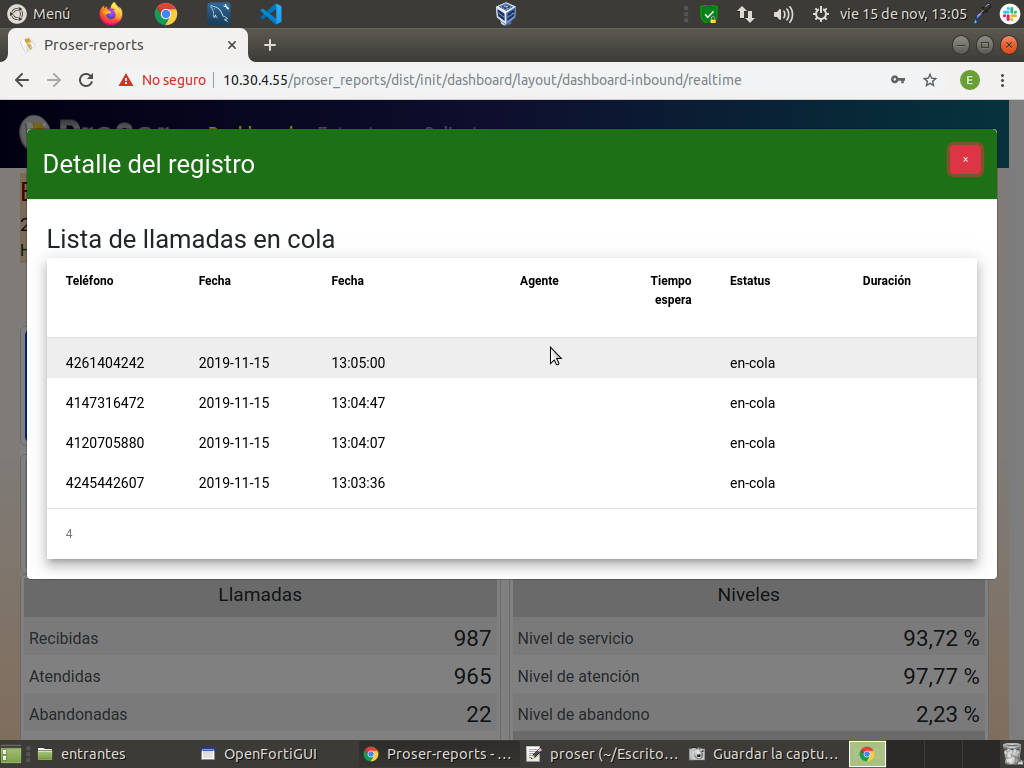 Menú vie 15 de nov, 13:05
Proser-reports × +
No seguro 10.30.4.55/proser_reports/dist/init/dashboard/layout/dashboard-inbound/realtime E
Detalle del registro ×
Lista de llamadas en cola
Teléfono Fecha Fecha Agente Tiempo espera Estatus Duración
4261404242 2019-11-15 13:05:00 en-cola
4147316472 2019-11-15 13:04:47 en-cola
4120705880 2019-11-15 13:04:07 en-cola
4245442607 2019-11-15 13:03:36 en-cola
4
Llamadas Niveles
Recibidas 987 Nivel de servicio 93,72 %
Atendidas 965 Nivel de atención 97,77 %
Abandonadas 22 Nivel de abandono 2,23 %
entrantes OpenFortiGUI Proser-reports -... proser (~/Escrito... Guardar la captu...